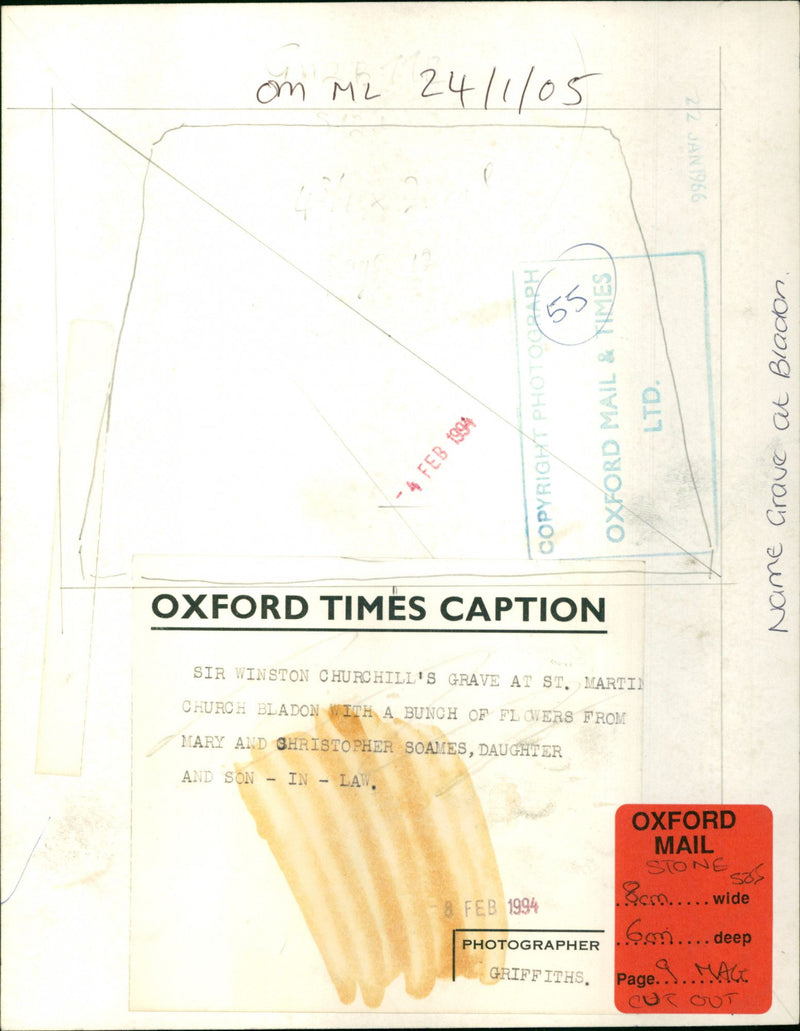 om ML 24/1/05
22 JAN 1966
COPYRIGHT PHOTOGRAPH
55
OXFORD MAIL & TIMES
LTD.
Name Grave at Bladon.
- 4 FEB 1994
OXFORD TIMES CAPTION
SIR WINSTON CHURCHILL'S GRAVE AT ST. MARTIN
CHURCH BLADON WITH A BUNCH OF FLOWERS FROM
MARY AND CHRISTOPHER SOAMES, DAUGHTER
AND SON - IN - LAW.
- 8 FEB 1994
PHOTOGRAPHER
GRIFFITHS.
OXFORD
MAIL
STONE
8cm.....wide
6cm....deep
Page 9 MAG
CUT OUT